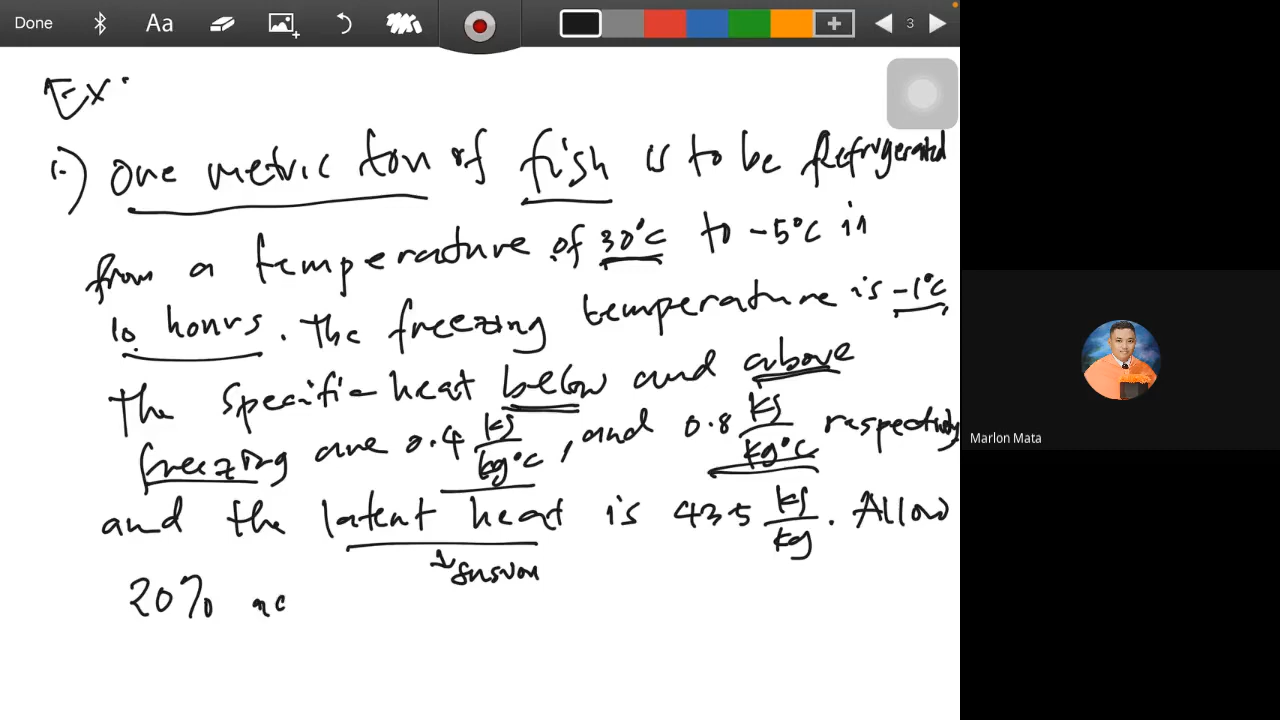 Done Aa 3
Ex:
1.) One metric ton of fish is to be Refrigerated
from a temperature of 30°C to -5°C in
10 hours. The freezing temperature is -1°C
The specific heat below and above
freezing are 0.4 kJ/kg°C, and 0.8 kJ/kg°C respectively
and the latent heat is 435 kJ/kg. Allow
↓ fusion
20%
Marlon Mata